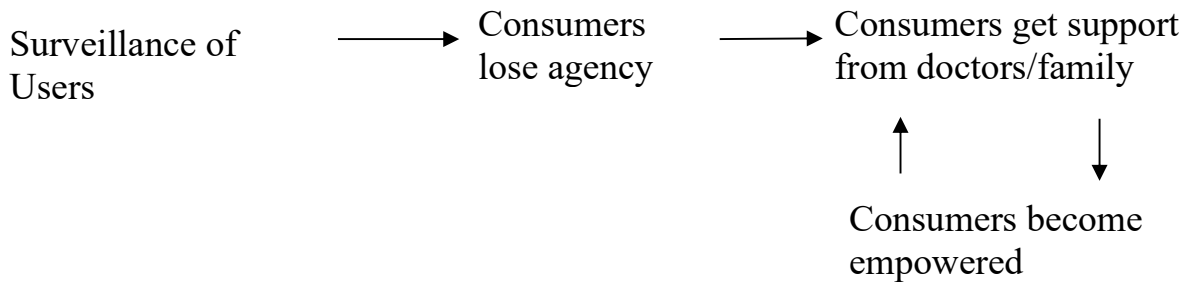 Surveillance of
Users
Consumers
lose agency
Consumers get support
from doctors/family
Consumers become
empowered